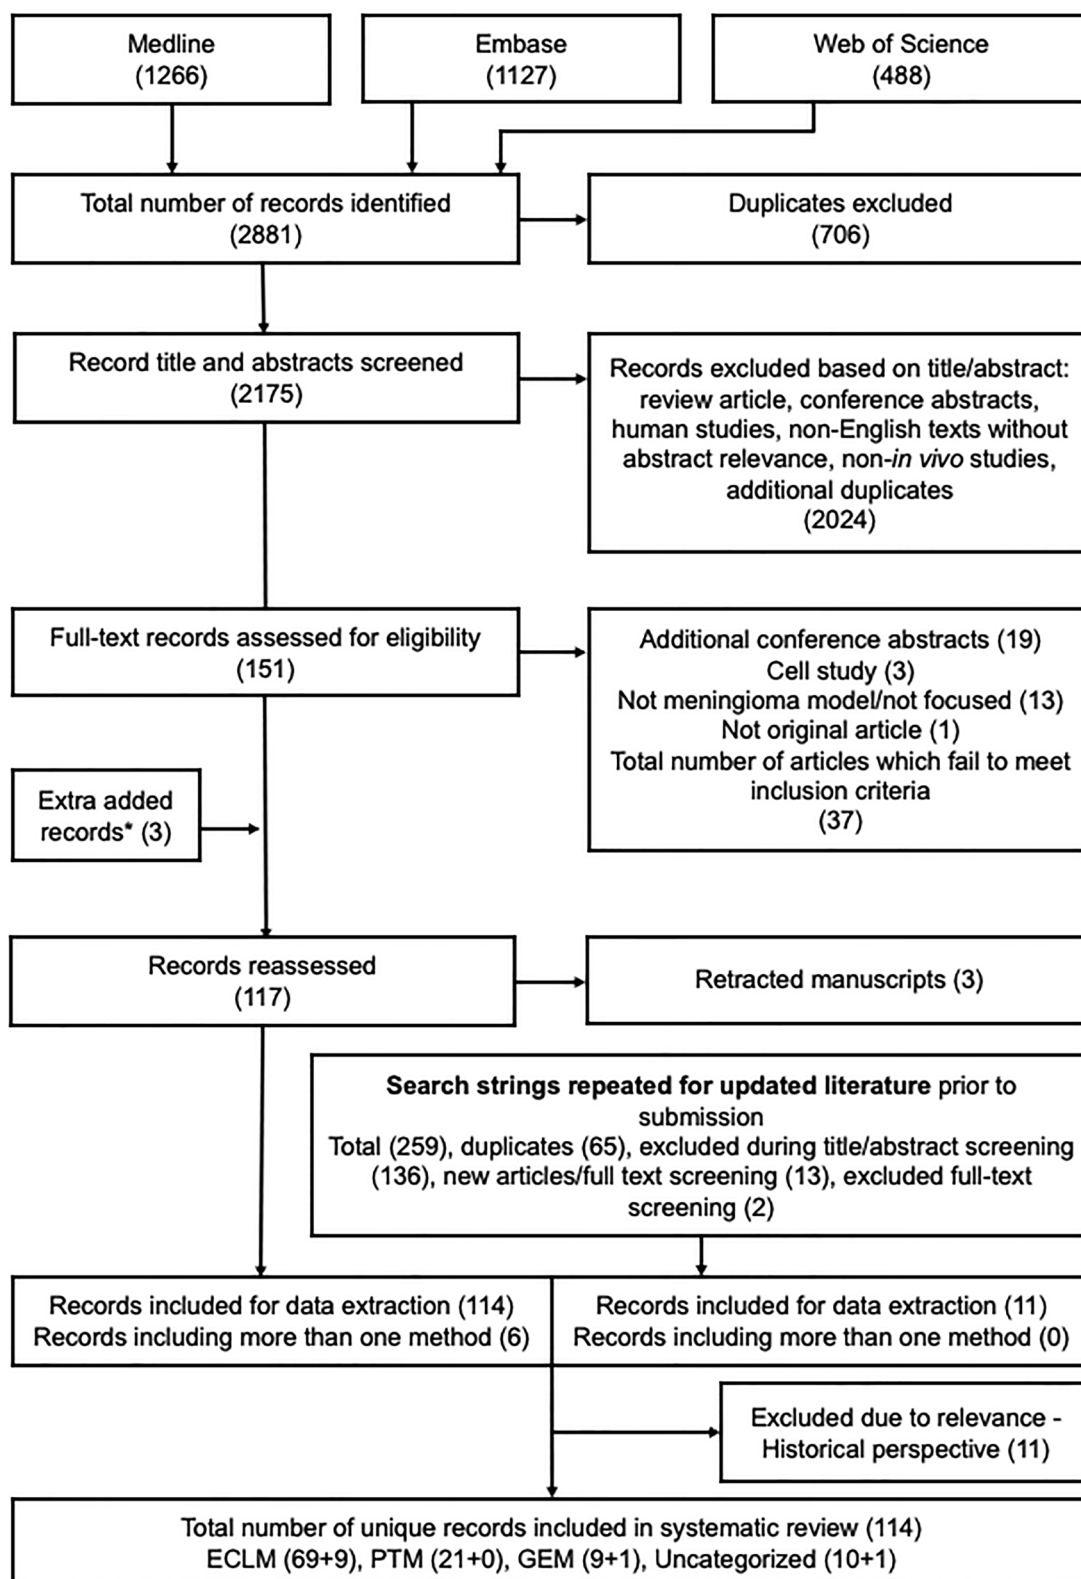 Medline
(1266)
Embase
(1127)
Web of Science
(488)
Total number of records identified
(2881)
Duplicates excluded
(706)
Record title and abstracts screened
(2175)
Records excluded based on title/abstract:
review article, conference abstracts,
human studies, non-English texts without
abstract relevance, non-in vivo studies,
additional duplicates
(2024)
Full-text records assessed for eligibility
(151)
Additional conference abstracts (19)
Cell study (3)
Not meningioma model/not focused (13)
Not original article (1)
Total number of articles which fail to meet
inclusion criteria
(37)
Extra added
records* (3)
Records reassessed
(117)
Retracted manuscripts (3)
Search strings repeated for updated literature prior to
submission
Total (259), duplicates (65), excluded during title/abstract screening
(136), new articles/full text screening (13), excluded full-text
screening (2)
Records included for data extraction (114)
Records including more than one method (6)
Records included for data extraction (11)
Records including more than one method (0)
Excluded due to relevance -
Historical perspective (11)
Total number of unique records included in systematic review (114)
ECLM (69+9), PTM (21+0), GEM (9+1), Uncategorized (10+1)